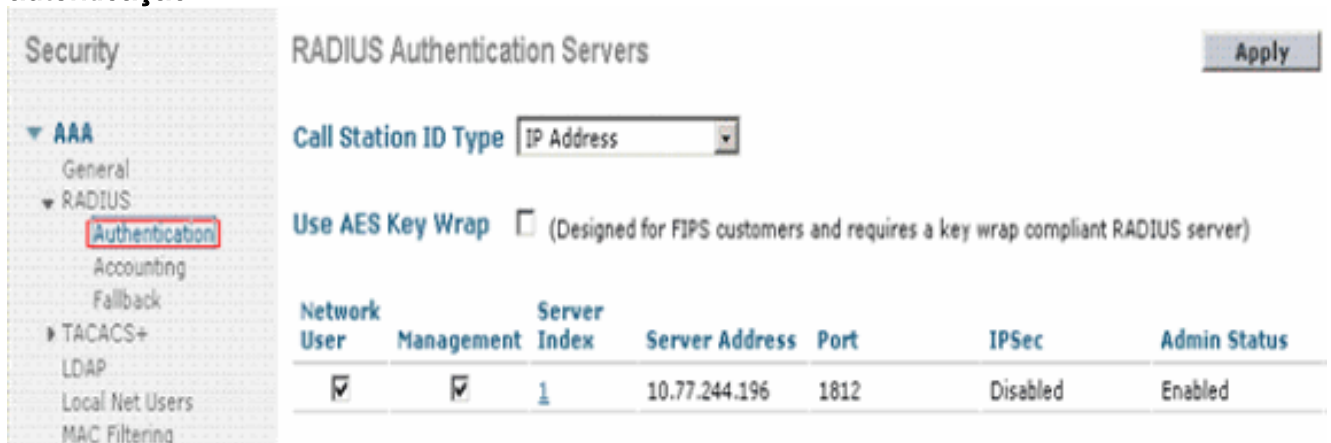 Security
AAA
General
RADIUS
Authentication
Accounting
Fallback
TACACS+
LDAP
Local Net Users
MAC Filtering
RADIUS Authentication Servers
Apply
Call Station ID Type IP Address
Use AES Key Wrap (Designed for FIPS customers and requires a key wrap compliant RADIUS server)
Network User Management Server Index Server Address Port IPSec Admin Status
1 10.77.244.196 1812 Disabled Enabled